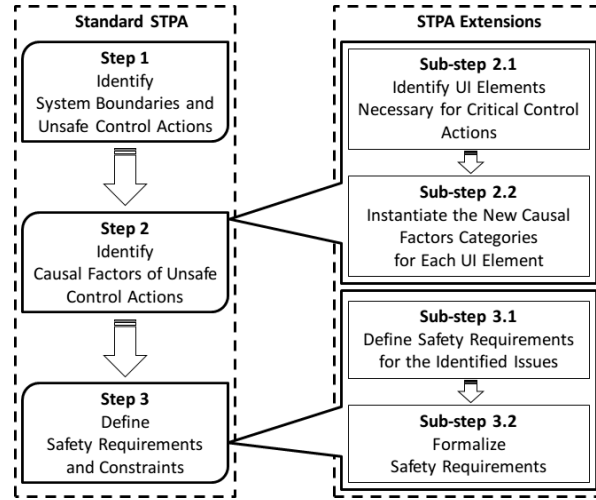 Standard STPA
Step 1
Identify
System Boundaries and
Unsafe Control Actions
Step 2
Identify
Causal Factors of Unsafe
Control Actions
Step 3
Define
Safety Requirements
and Constraints
STPA Extensions
Sub-step 2.1
Identify UI Elements
Necessary for Critical Control
Actions
Sub-step 2.2
Instantiate the New Causal
Factors Categories
for Each UI Element
Sub-step 3.1
Define Safety Requirements
for the Identified Issues
Sub-step 3.2
Formalize
Safety Requirements